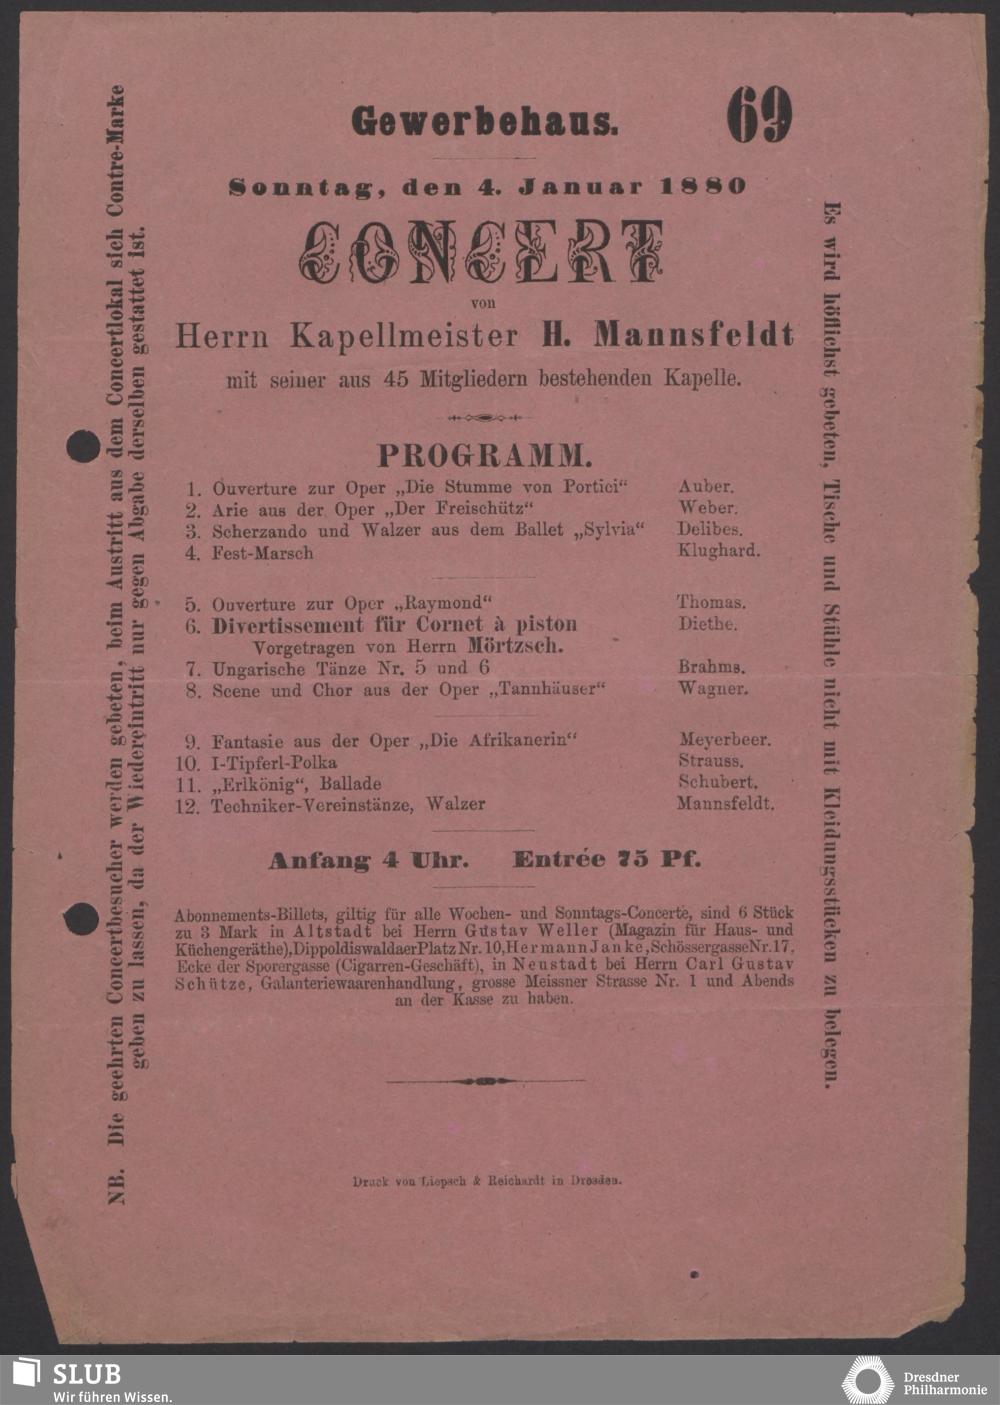 Gewerbehaus.
69
Sonntag, den 4. Januar 1880
CONCERT
von
Herrn Kapellmeister H. Mannsfeldt
mit seiner aus 45 Mitgliedern bestehenden Kapelle.
PROGRAMM.
1. Ouverture zur Oper „Die Stumme von Portici“ Auber.
2. Arie aus der Oper „Der Freischütz“ Weber.
3. Scherzando und Walzer aus dem Ballet „Sylvia“ Delibes.
4. Fest-Marsch Klughard.
5. Ouverture zur Oper „Raymond“ Thomas.
6. Divertissement für Cornet à piston Diethe.
Vorgetragen von Herrn Mörtzsch.
7. Ungarische Tänze Nr. 5 und 6 Brahms.
8. Scene und Chor aus der Oper „Tannhäuser“ Wagner.
9. Fantasie aus der Oper „Die Afrikanerin“ Meyerbeer.
10. I-Tipferl-Polka Strauss.
11. „Erlkönig“, Ballade Schubert.
12. Techniker-Vereinstänze, Walzer Mannsfeldt.
Anfang 4 Uhr. Entrée 75 Pf.
Abonnements-Billets, giltig für alle Wochen- und Sonntags-Concerte, sind 6 Stück
zu 3 Mark in Altstadt bei Herrn Gustav Weller (Magazin für Haus- und
Küchengeräthe), Dippoldiswaldaer Platz Nr. 10, Hermann Janke, Schössergasse Nr. 17,
Ecke der Sporergasse (Cigarren-Geschäft), in Neustadt bei Herrn Carl Gustav
Schütze, Galanteriewaarenhandlung, grosse Meissner Strasse Nr. 1 und Abends
an der Kasse zu haben.
Druck von Liepsch & Reichardt in Dresden.
NB. Die geehrten Concertbesucher werden gebeten, beim Austritt aus dem Concertlokal sich Contre-Marke
geben zu lassen, da der Wiedereintritt nur gegen Abgabe derselben gestattet ist.
Es wird höflichst gebeten, Tische und Stühle nicht mit Kleidungsstücken zu belegen.
SLUB
Wir führen Wissen.
Dresdner
Philharmonie